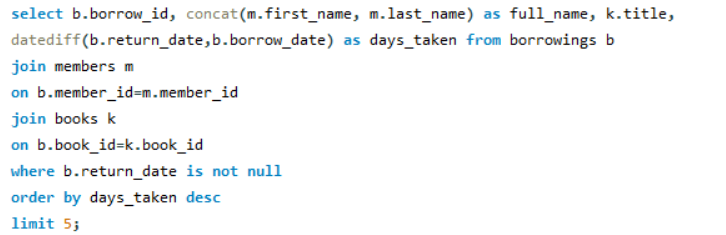 select b.borrow_id, concat(m.first_name, m.last_name) as full_name, k.title,
datediff(b.return_date,b.borrow_date) as days_taken from borrowings b
join members m
on b.member_id=m.member_id
join books k
on b.book_id=k.book_id
where b.return_date is not null
order by days_taken desc
limit 5;